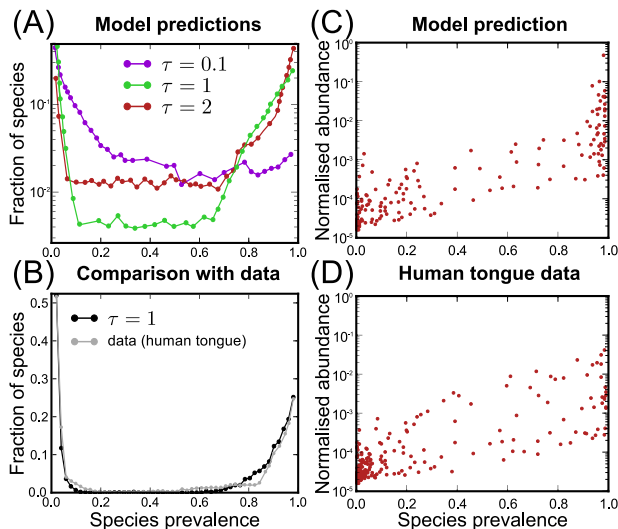 (A) Model predictions
Fraction of species
10⁻¹
10⁻²
τ = 0.1
τ = 1
τ = 2
0.0 0.2 0.4 0.6 0.8 1.0
(B) Comparison with data
Fraction of species
0.5
0.4
0.3
0.2
0.1
0.0
τ = 1
data (human tongue)
0.0 0.2 0.4 0.6 0.8 1.0
Species prevalence
(C) Model prediction
Normalised abundance
10⁰
10⁻¹
10⁻²
10⁻³
10⁻⁴
10⁻⁵
0.0 0.2 0.4 0.6 0.8 1.0
(D) Human tongue data
Normalised abundance
10⁰
10⁻¹
10⁻²
10⁻³
10⁻⁴
10⁻⁵
0.0 0.2 0.4 0.6 0.8 1.0
Species prevalence